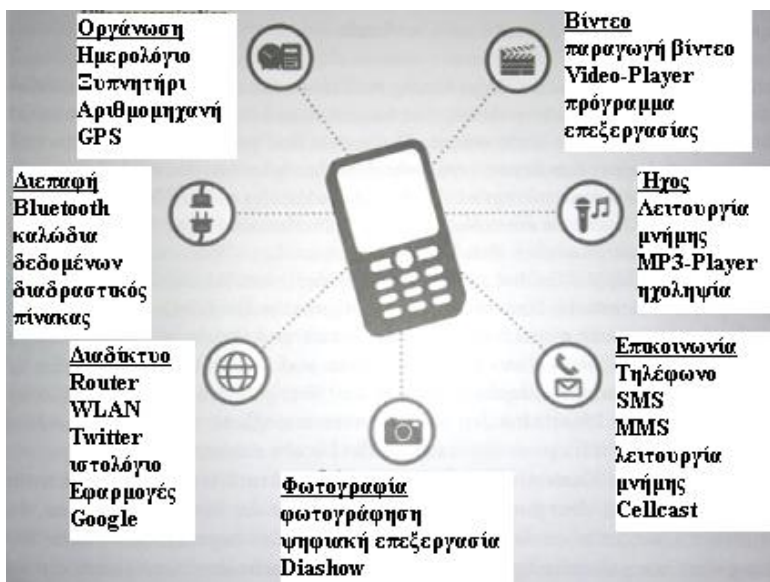 Οργάνωση
Ημερολόγιο
Ξυπνητήρι
Αριθμομηχανή
GPS
Βίντεο
παραγωγή βίντεο
Video-Player
πρόγραμμα
επεξεργασίας
Διεπαφή
Bluetooth
καλώδια
δεδομένων
διαδραστικός
πίνακας
Ήχος
Λειτουργία
μνήμης
MP3-Player
ηχοληψία
Διαδίκτυο
Router
WLAN
Twitter
ιστολόγιο
Εφαρμογές
Google
Επικοινωνία
Τηλέφωνο
SMS
MMS
λειτουργία
μνήμης
Cellcast
Φωτογραφία
φωτογράφηση
ψηφιακή επεξεργασία
Diashow